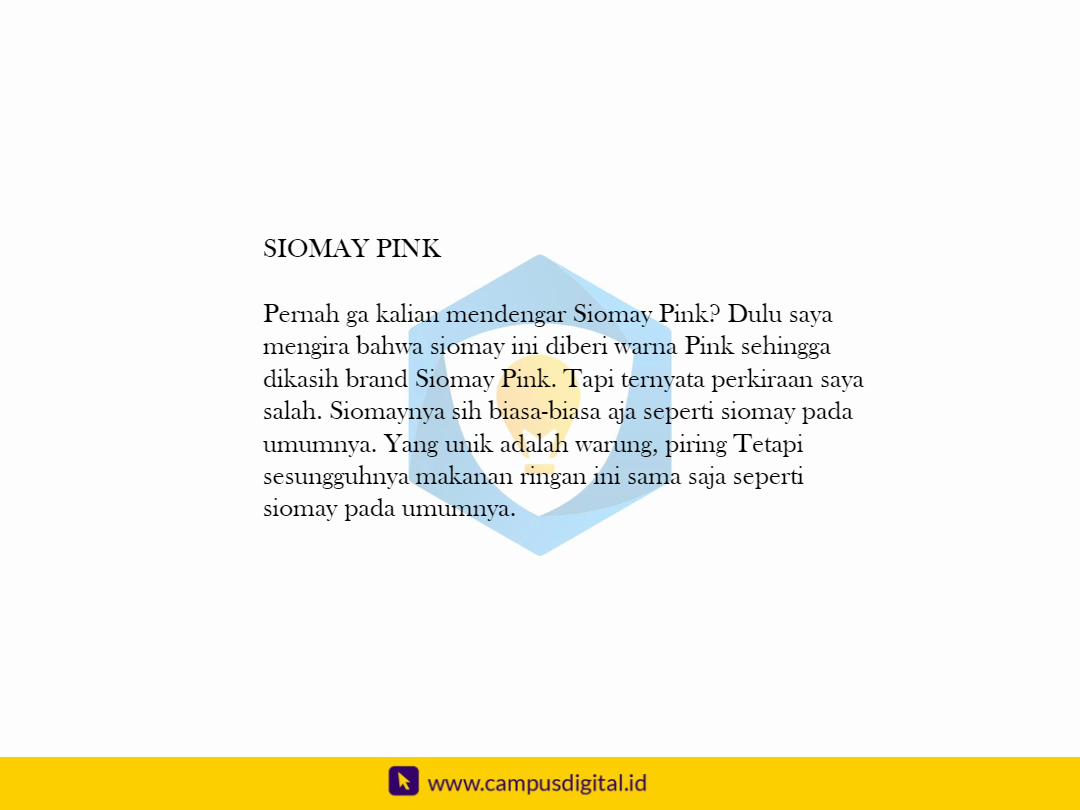 SIOMAY PINK
Pernah ga kalian mendengar Siomay Pink? Dulu saya
mengira bahwa siomay ini diberi warna Pink sehingga
dikasih brand Siomay Pink. Tapi ternyata perkiraan saya
salah. Siomaynya sih biasa-biasa aja seperti siomay pada
umumnya. Yang unik adalah warung, piring Tetapi
sesungguhnya makanan ringan ini sama saja seperti
siomay pada umumnya.
www.campusdigital.id